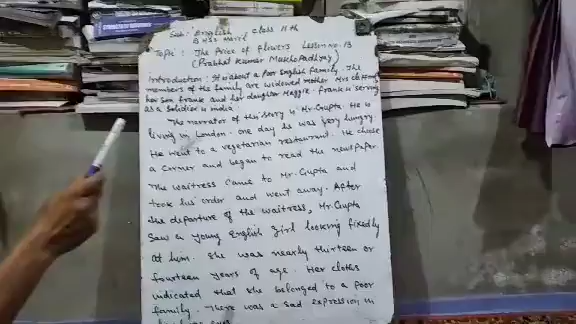 Sub: English Class 11th
Topic: The Price of flowers Lesson no. 13
(Prabhat Kumar Mukhopadhyay)
Introduction: It about a Poor English family. The
members of the family are widowed mother Mrs Clifford
her son Frank and her daughter Maggie. Frank is serving
as a Soldier in India.
The narrator of this story is Mr. Gupta. He is
living in London. One day he was very hungry.
He went to a vegetarian restaurant. He chose
a corner and began to read the newspaper
The waitress came to Mr. Gupta and
took his order and went away. After
the departure of the waitress, Mr. Gupta
saw a young English girl looking fixedly
at him. She was nearly thirteen or
fourteen years of age. Her cloths
indicated that she belonged to a poor
family. There was a sad expression in